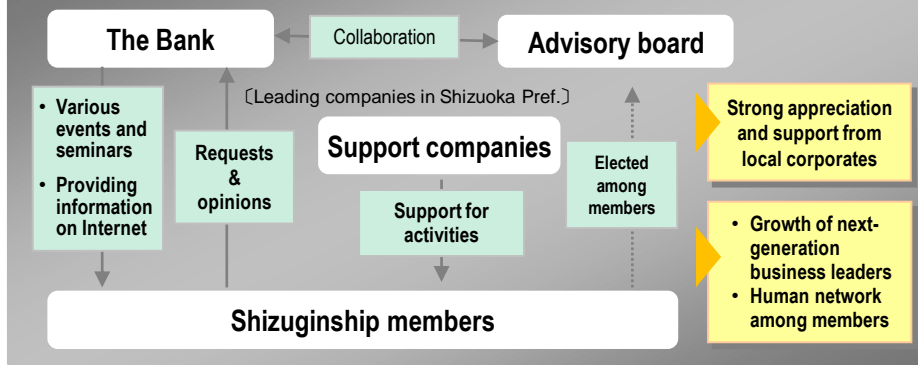 The Bank
Collaboration
Advisory board
〔Leading companies in Shizuoka Pref.〕
• Various
events and
seminars
• Providing
information
on Internet
Requests
&
opinions
Support companies
Support for
activities
Elected
among
members
Shizuginship members
Strong appreciation
and support from
local corporates
• Growth of next-
generation
business leaders
• Human network
among members